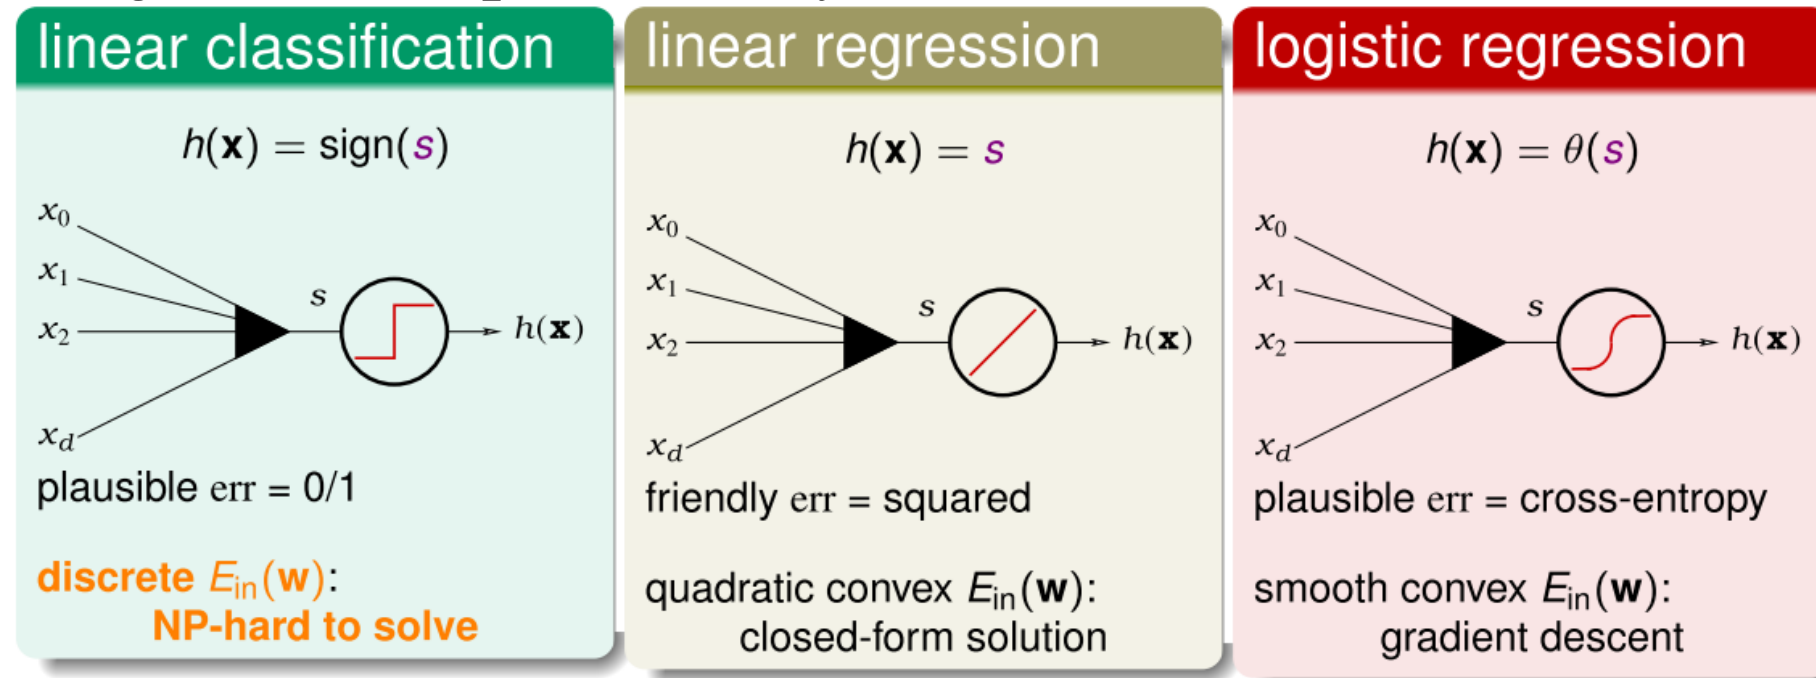 linear classification
h(x) = sign(s)
x0
x1
x2
xd
s
h(x)
plausible err = 0/1
discrete Ein(w):
NP-hard to solve
linear regression
h(x) = s
x0
x1
x2
xd
s
h(x)
friendly err = squared
quadratic convex Ein(w):
closed-form solution
logistic regression
h(x) = θ(s)
x0
x1
x2
xd
s
h(x)
plausible err = cross-entropy
smooth convex Ein(w):
gradient descent